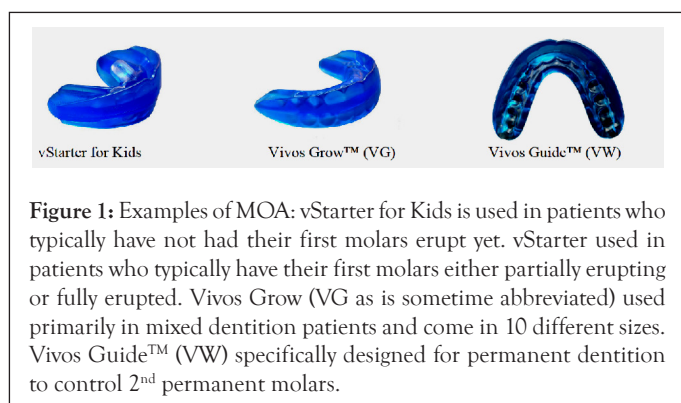 vStarter for Kids
Vivos Grow™ (VG)
Vivos Guide™ (VW)
Figure 1: Examples of MOA: vStarter for Kids is used in patients who
typically have not had their first molars erupt yet. vStarter used in
patients who typically have their first molars either partially erupting
or fully erupted. Vivos Grow (VG as is sometime abbreviated) used
primarily in mixed dentition patients and come in 10 different sizes.
Vivos Guide™ (VW) specifically designed for permanent dentition
to control 2nd permanent molars.